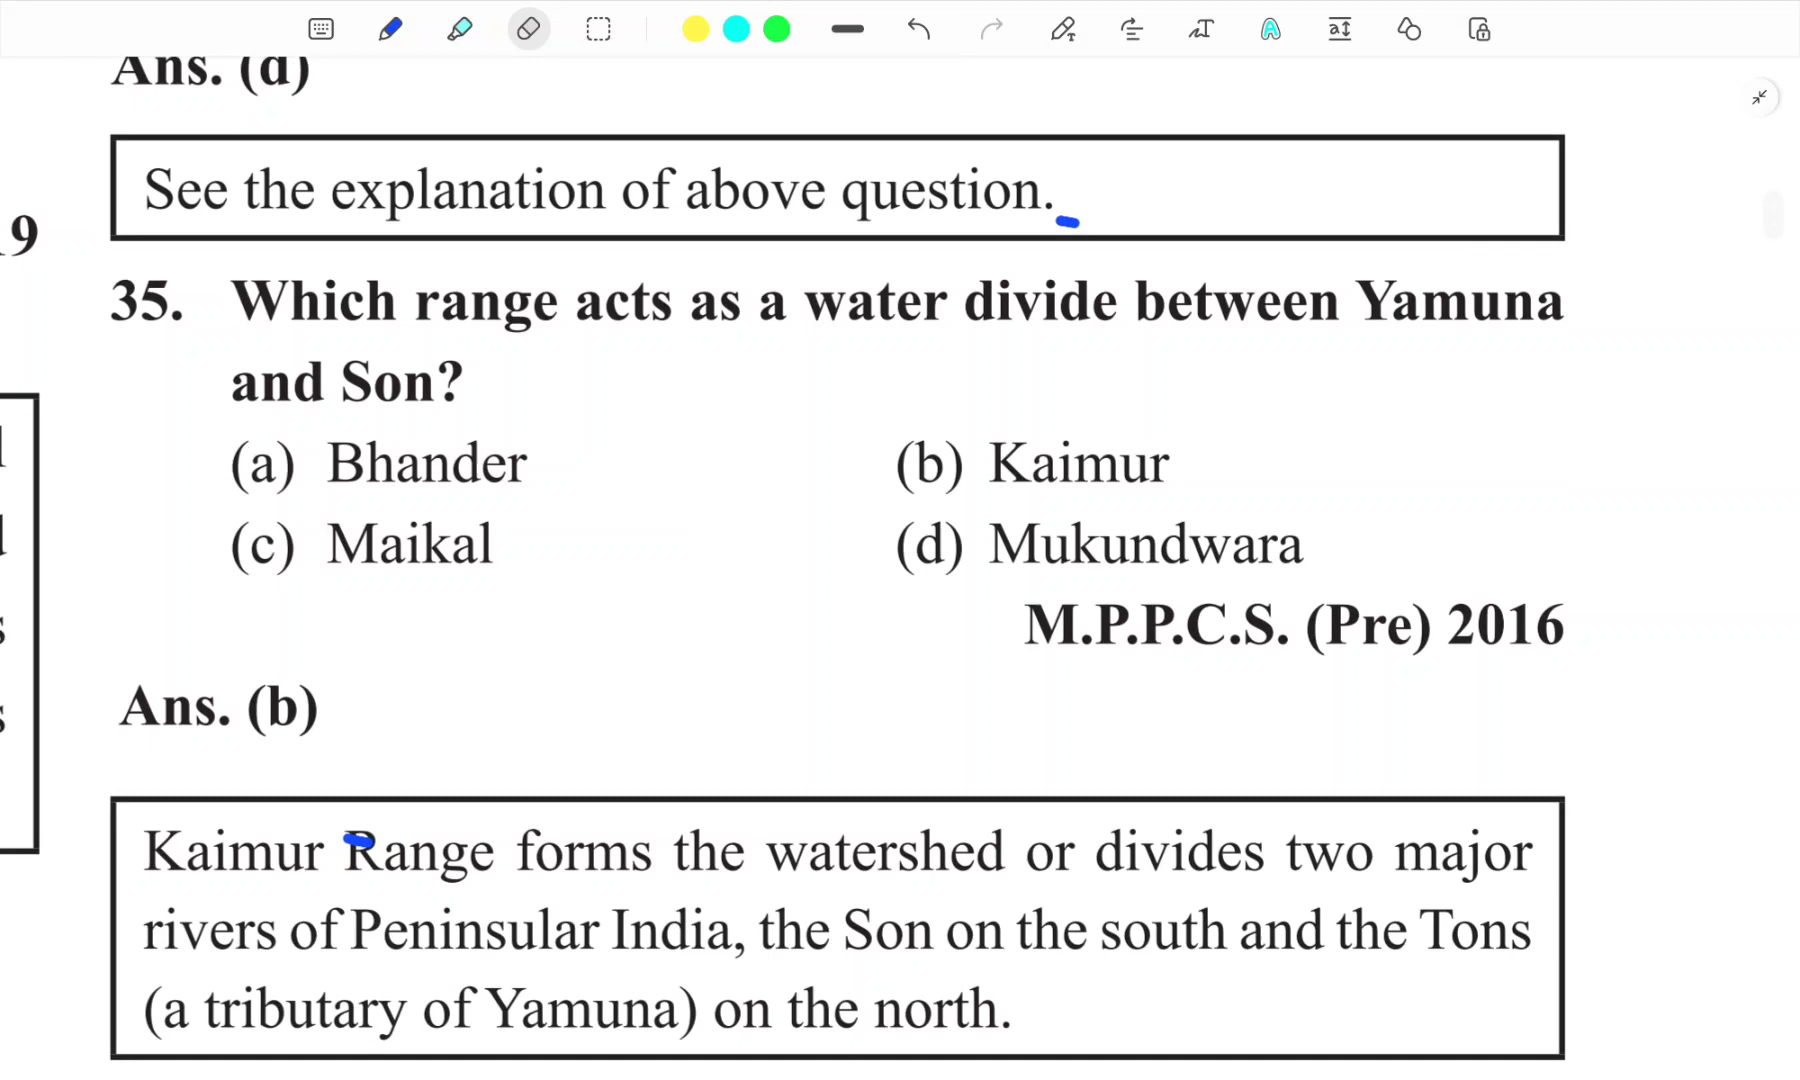 Ans. (d)
See the explanation of above question.
9
35. Which range acts as a water divide between Yamuna
and Son?
(a) Bhander (b) Kaimur
(c) Maikal (d) Mukundwara
M.P.P.C.S. (Pre) 2016
Ans. (b)
Kaimur Range forms the watershed or divides two major
rivers of Peninsular India, the Son on the south and the Tons
(a tributary of Yamuna) on the north.